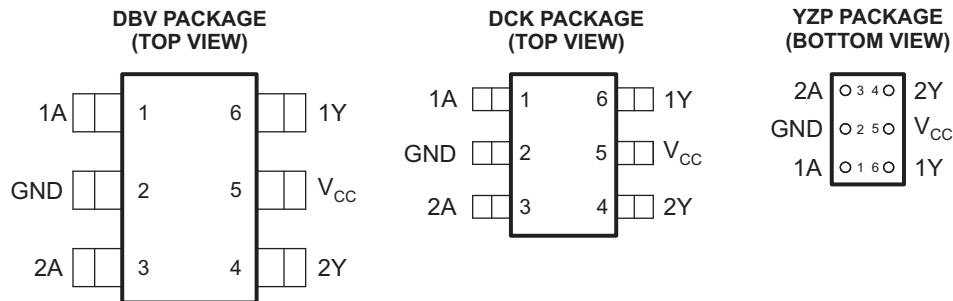 DBV PACKAGE
(TOP VIEW)
1A 1 6 1Y
GND 2 5 VCC
2A 3 4 2Y
DCK PACKAGE
(TOP VIEW)
1A 1 6 1Y
GND 2 5 VCC
2A 3 4 2Y
YZP PACKAGE
(BOTTOM VIEW)
2A 3 4 2Y
GND 2 5 VCC
1A 1 6 1Y